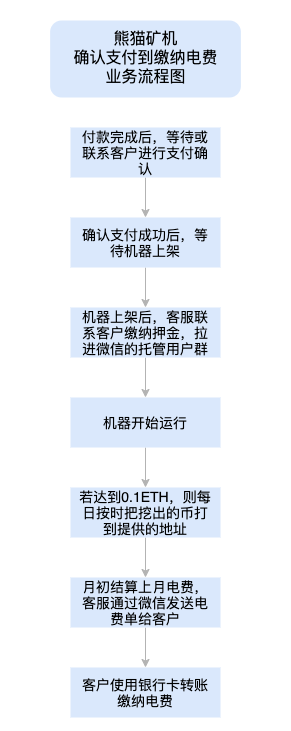 熊猫矿机
确认支付到缴纳电费
业务流程图
付款完成后，等待或
联系客户进行支付确
认
确认支付成功后，等
待机器上架
机器上架后，客服联
系客户缴纳押金，拉
进微信的托管用户群
机器开始运行
若达到0.1ETH，则每
日按时把挖出的币打
到提供的地址
月初结算上月电费，
客服通过微信发送电
费单给客户
客户使用银行卡转账
缴纳电费